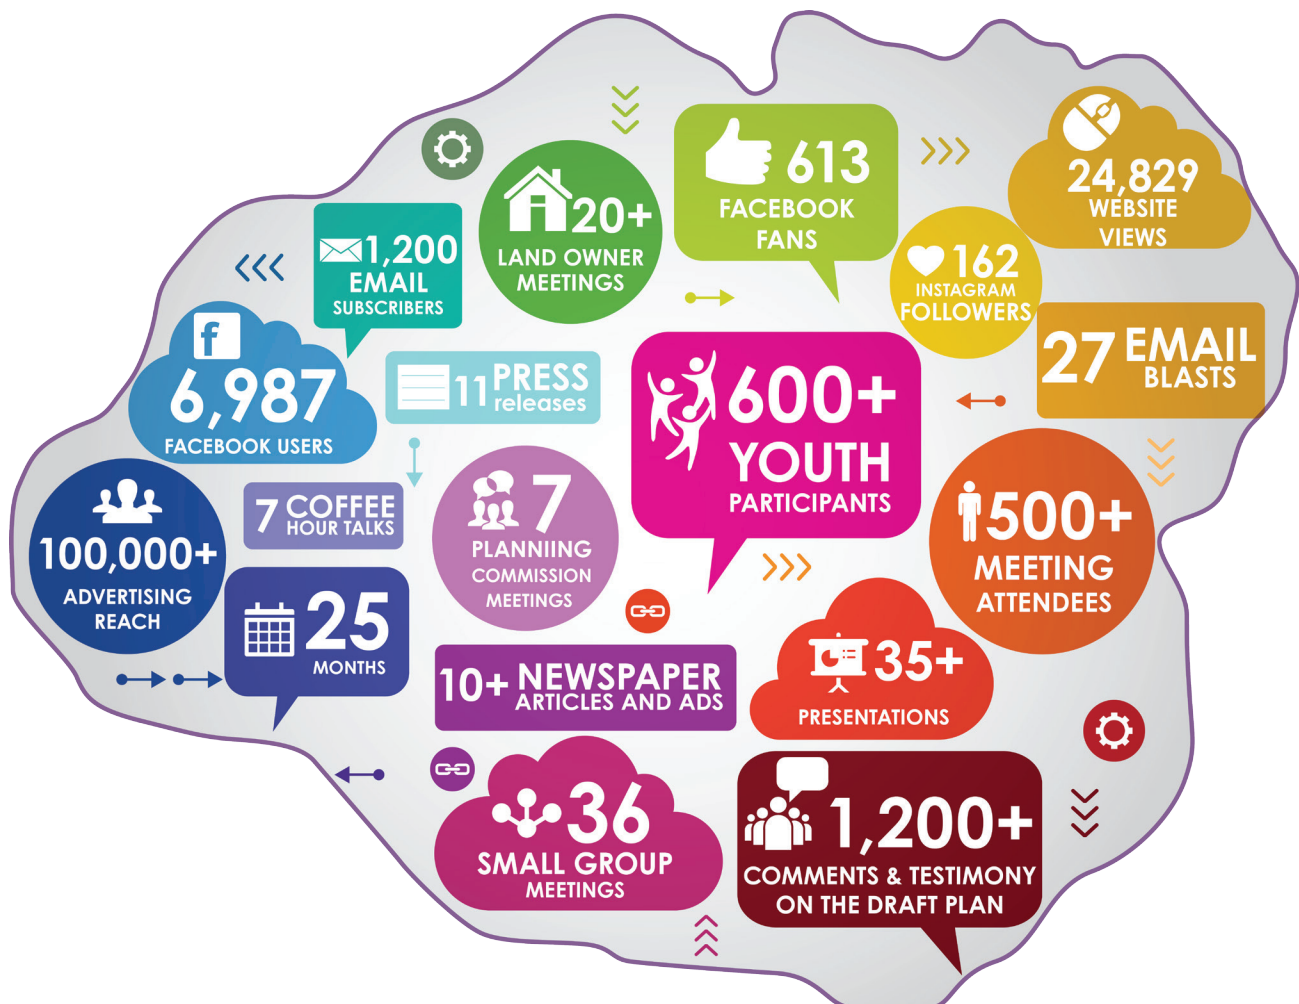 613
FACEBOOK
FANS
24,829
WEBSITE
VIEWS
20+
LAND OWNER
MEETINGS
1,200
EMAIL
SUBSCRIBERS
162
INSTAGRAM
FOLLOWERS
27 EMAIL
BLASTS
f
6,987
FACEBOOK USERS
11 PRESS
releases
600+
YOUTH
PARTICIPANTS
100,000+
ADVERTISING
REACH
7 COFFEE
HOUR TALKS
7
PLANNIING
COMMISSION
MEETINGS
500+
MEETING
ATTENDEES
25
MONTHS
10+ NEWSPAPER
ARTICLES AND ADS
35+
PRESENTATIONS
36
SMALL GROUP
MEETINGS
1,200+
COMMENTS & TESTIMONY
ON THE DRAFT PLAN